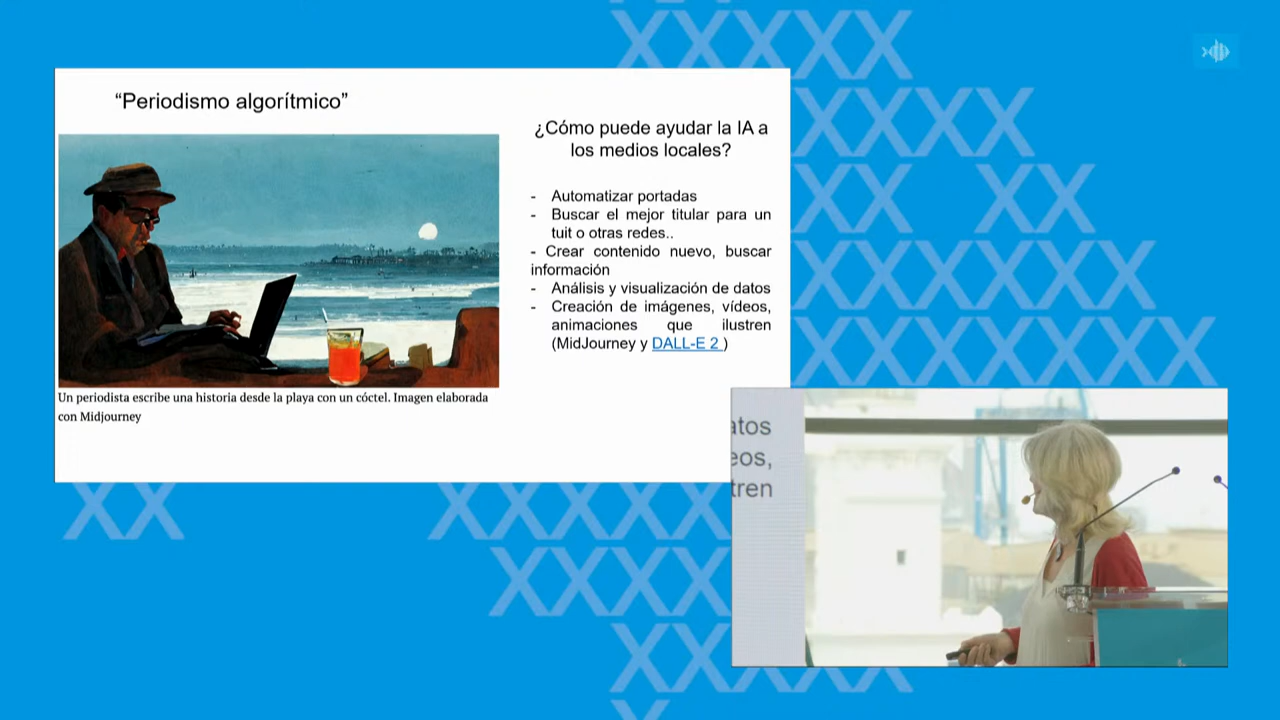 “Periodismo algorítmico”
¿Cómo puede ayudar la IA a
los medios locales?
- Automatizar portadas
- Buscar el mejor titular para un
tuit o otras redes..
- Crear contenido nuevo, buscar
información
- Análisis y visualización de datos
- Creación de imágenes, vídeos,
animaciones que ilustren
(MidJourney y DALL-E 2 )
Un periodista escribe una historia desde la playa con un cóctel. Imagen elaborada
con Midjourney
atos
eos,
tren